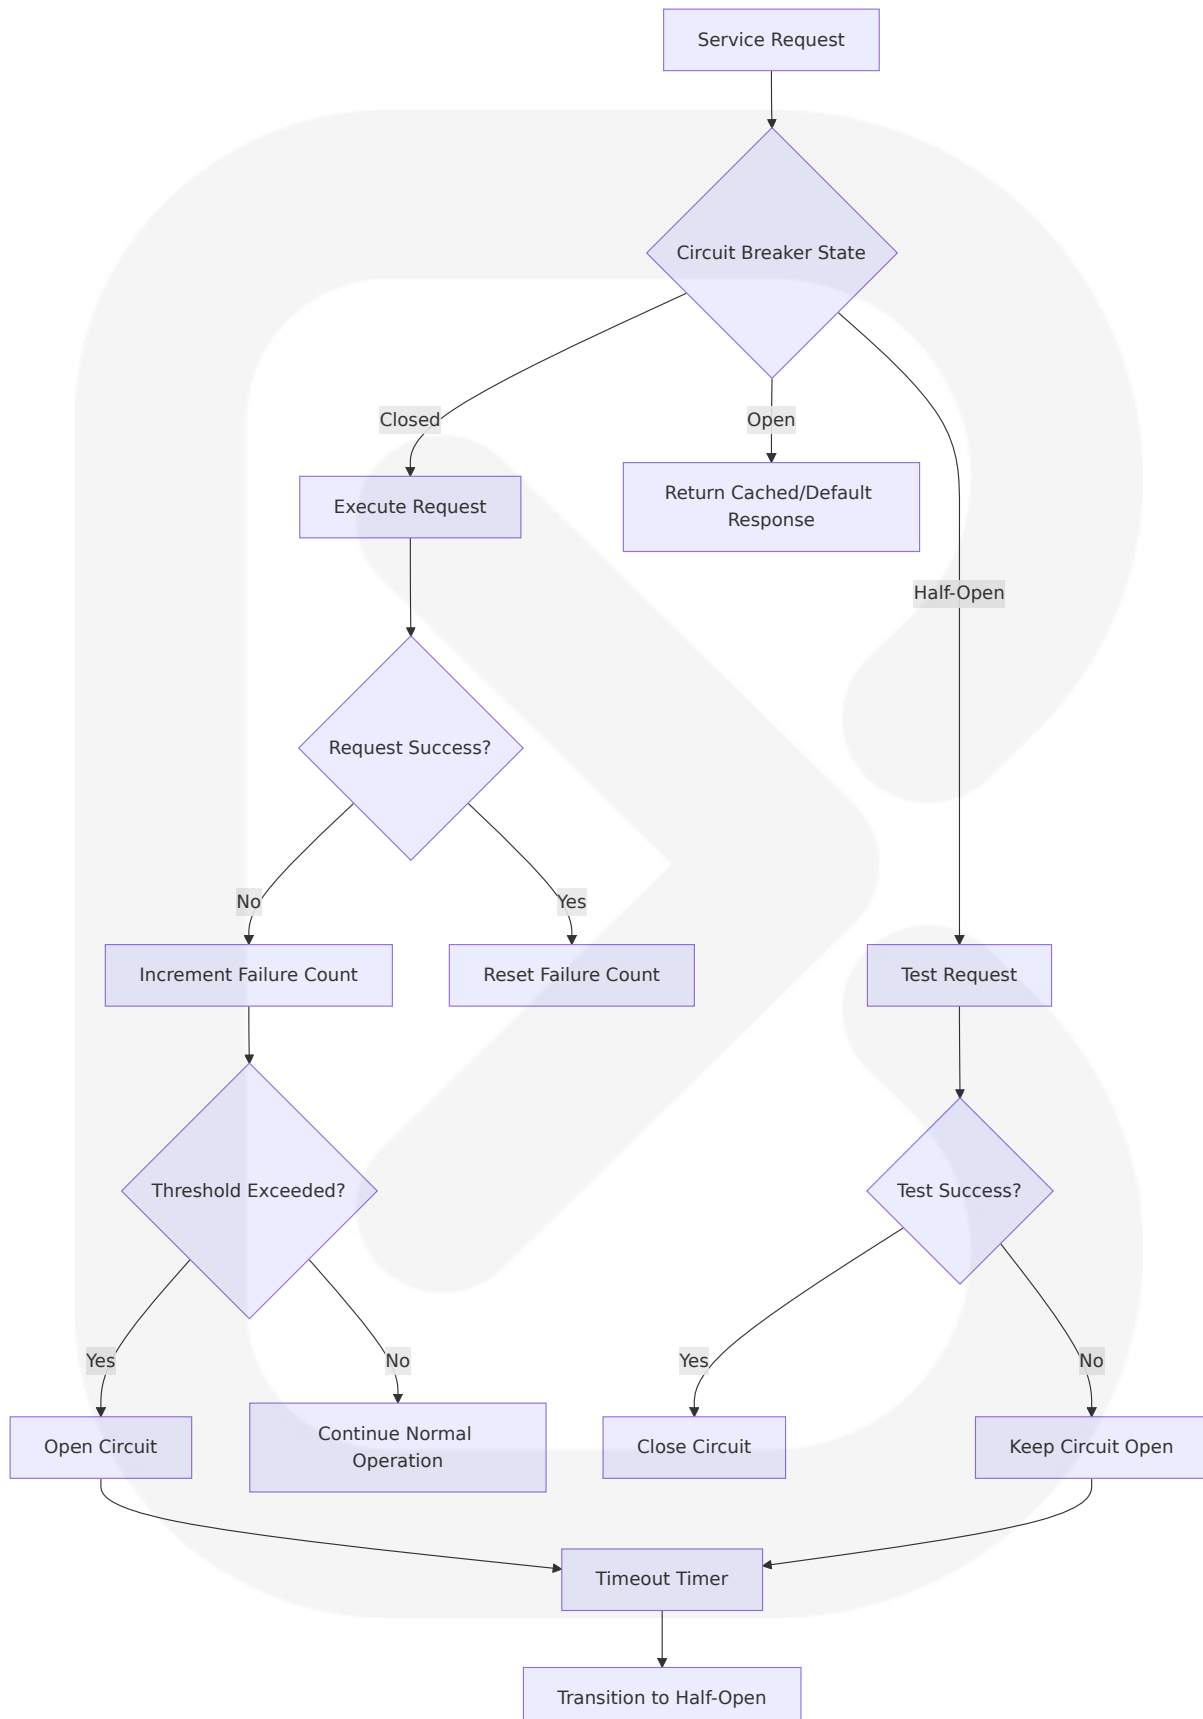 Service Request
Circuit Breaker State
Closed
Open
Return Cached/Default
Response
Execute Request
Half-Open
Request Success?
No
Yes
Increment Failure Count
Reset Failure Count
Test Request
Threshold Exceeded?
Test Success?
Yes
No
Yes
No
Open Circuit
Continue Normal
Operation
Close Circuit
Keep Circuit Open
Timeout Timer
Transition to Half-Open